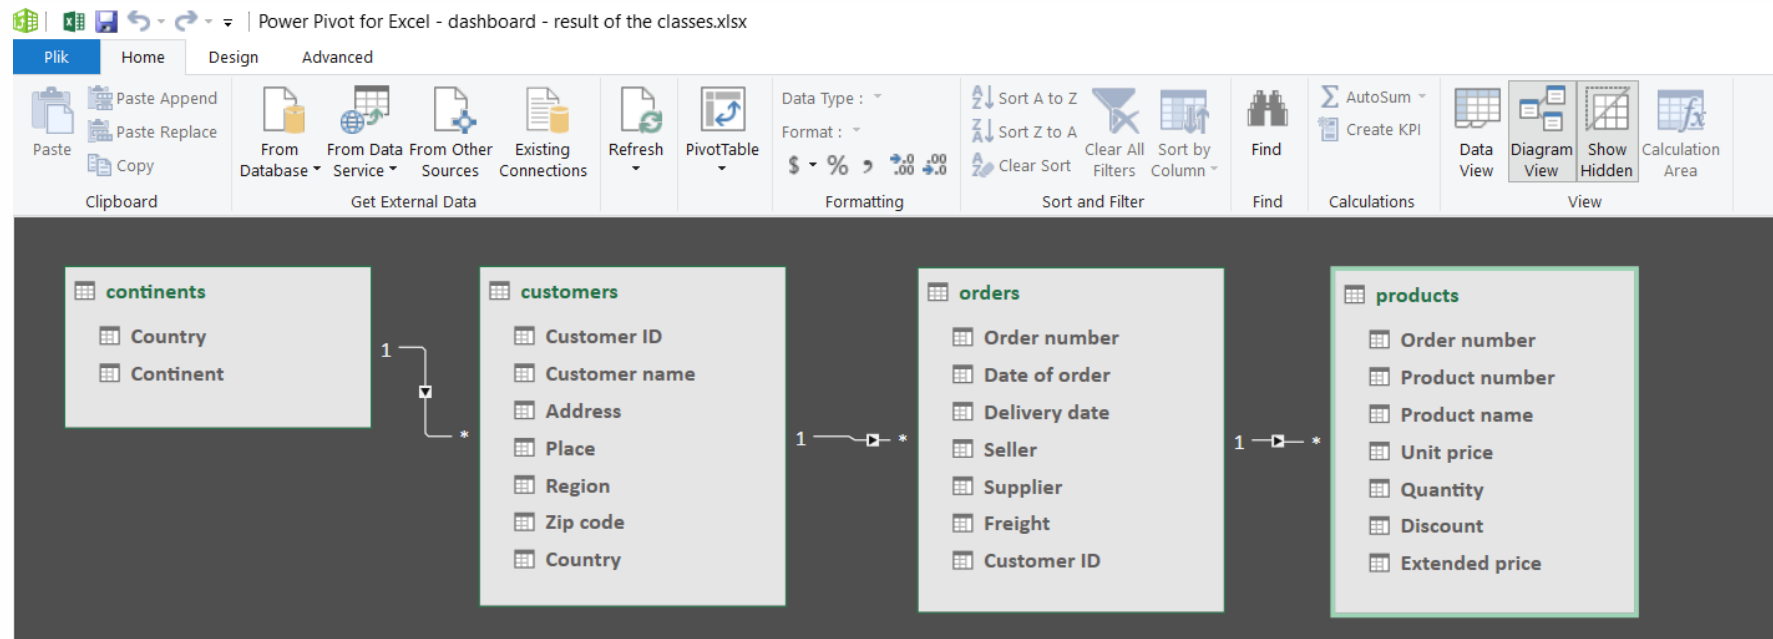 Power Pivot for Excel - dashboard - result of the classes.xlsx
Plik Home Design Advanced
Paste
Paste Append
Paste Replace
Copy
Clipboard
From Database
From Data Service
From Other Sources
Existing Connections
Get External Data
Refresh
PivotTable
Data Type :
Format :
$ % , .0 .00 .00 .0
Formatting
Sort A to Z
Sort Z to A
Clear Sort
Clear All Filters
Sort by Column
Sort and Filter
Find
Find
AutoSum
Create KPI
Calculations
Data View
Diagram View
Show Hidden
Calculation Area
View
continents
Country
Continent
1
*
customers
Customer ID
Customer name
Address
Place
Region
Zip code
Country
1
*
orders
Order number
Date of order
Delivery date
Seller
Supplier
Freight
Customer ID
1
*
products
Order number
Product number
Product name
Unit price
Quantity
Discount
Extended price